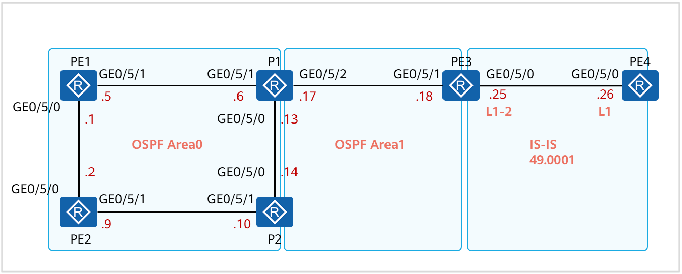 PE1
P1
PE3
PE4
GE0/5/1
GE0/5/1
GE0/5/2
GE0/5/1
GE0/5/0
GE0/5/0
R
R
R
R
.5
.6
.17
.18
.25
.26
GE0/5/0
L1-2
L1
.1
GE0/5/0
.13
OSPF Area0
OSPF Area1
IS-IS
49.0001
.2
GE0/5/0
.14
GE0/5/0
GE0/5/1
GE0/5/1
R
R
.9
.10
PE2
P2